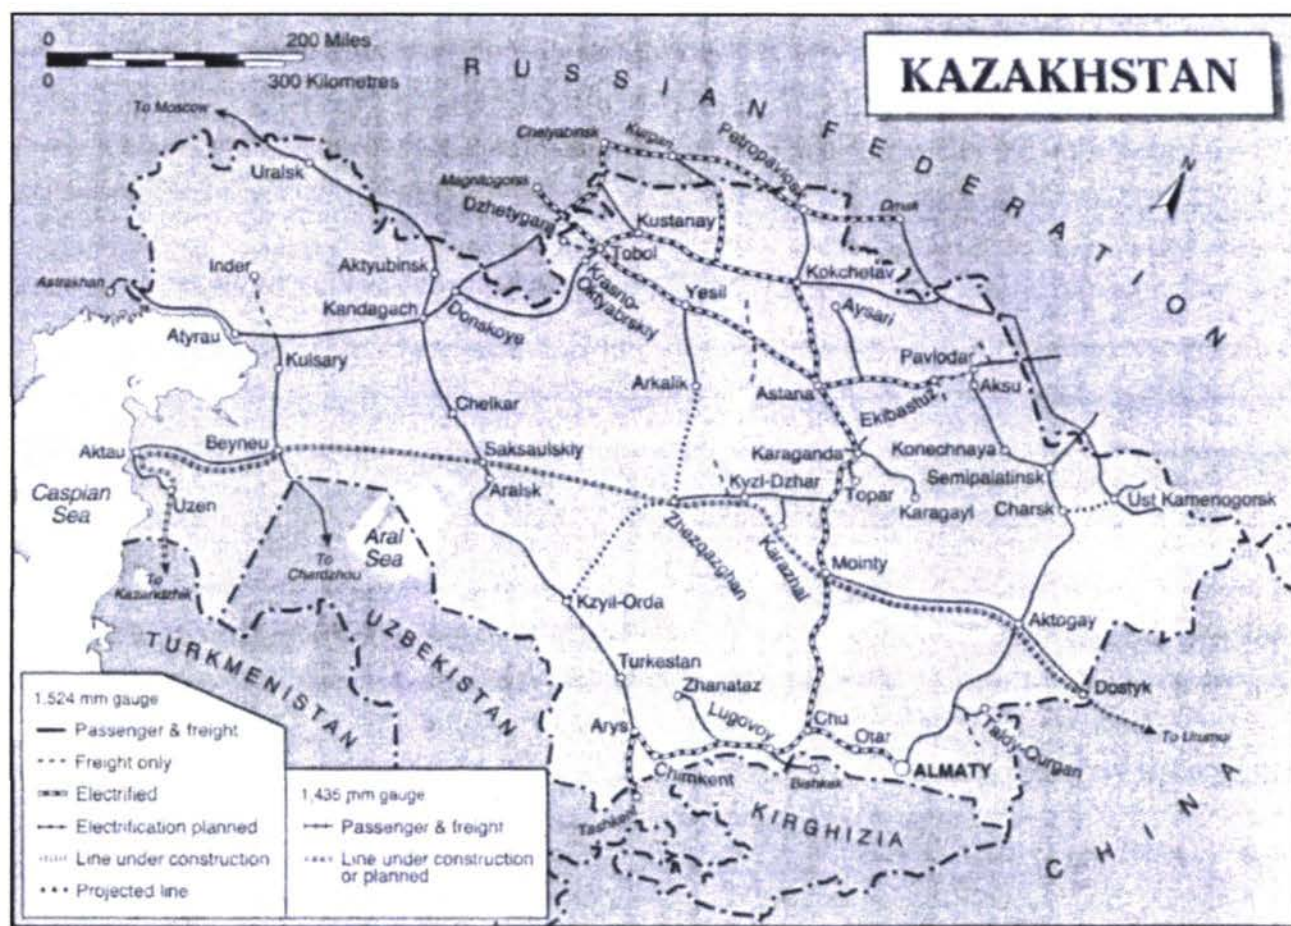 0 200 Miles
0 300 Kilometres
KAZAKHSTAN
RUSSIAN FEDERATION
N
To Moscow
Uralsk
Chelyabinsk
Kurgan
Petropavlosk
Omsk
Magnitogorsk
Dzhetygara
Kustanay
Tobol
Krasno-
Oktyabrskiy
Kokchetav
Astrakhan
Inder
Aktyubinsk
Kandagach
Donskoye
Yesil
Aysari
Atyrau
Kulsary
Arkalik
Astana
Pavlodar
Aksu
Ekibastuz
Chelkar
Aktau
Beyneu
Saksaulskiy
Karaganda
Konechnaya
Semipalatinsk
Caspian
Sea
Uzen
Aralsk
Kyzl-Dzhar
Topar
Karagayl
Charsk
Ust Kamenogorsk
Aral
Sea
To
Chardzhou
To
Kazandzhik
Zhezqazghan
Karazhal
Mointy
Kzyil-Orda
Aktogay
TURKMENISTAN
UZBEKISTAN
Turkestan
Zhanataz
Dostyk
Arys
Lugovoy
Chu
Otar
Taldy-Qurgan
To Urumqi
Chimkent
Bishkek
ALMATY
Tashkent
KIRGHIZIA
CHINA
1,524 mm gauge
Passenger & freight
Freight only
Electrified
Electrification planned
Line under construction
Projected line
1,435 mm gauge
Passenger & freight
Line under construction
or planned